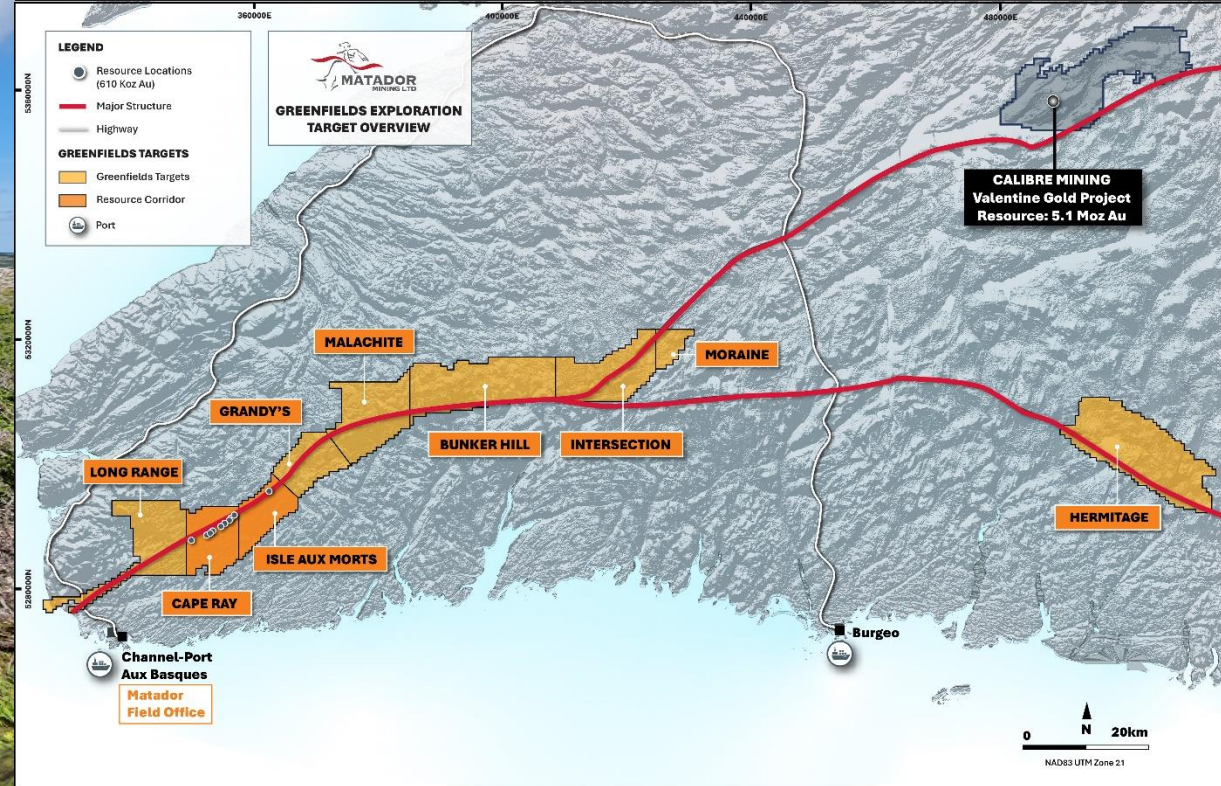 360000E
400000E
440000E
480000E
5360000N
5320000N
5280000N
LEGEND
Resource Locations
(610 Koz Au)
Major Structure
Highway
GREENFIELDS TARGETS
Greenfields Targets
Resource Corridor
Port
MATADOR
MINING LTD
GREENFIELDS EXPLORATION
TARGET OVERVIEW
CALIBRE MINING
Valentine Gold Project
Resource: 5.1 Moz Au
MALACHITE
MORAINE
GRANDY'S
BUNKER HILL
INTERSECTION
LONG RANGE
HERMITAGE
ISLE AUX MORTS
CAPE RAY
Channel-Port
Aux Basques
Matador
Field Office
Burgeo
0
N
20km
NAD83 UTM Zone 21